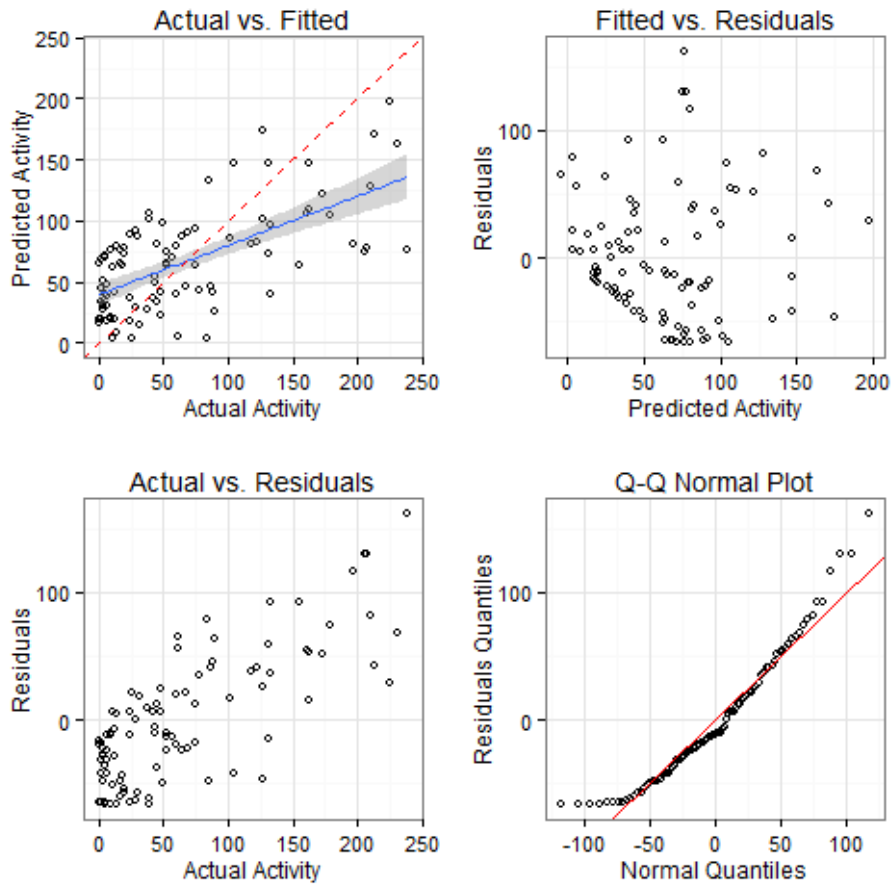 Actual vs. Fitted
Predicted Activity
250
200
150
100
50
0
0 50 100 150 200 250
Actual Activity
Fitted vs. Residuals
Residuals
100
0
0 50 100 150 200
Predicted Activity
Actual vs. Residuals
Residuals
100
0
0 50 100 150 200 250
Actual Activity
Q-Q Normal Plot
Residuals Quantiles
100
0
-100 -50 0 50 100
Normal Quantiles